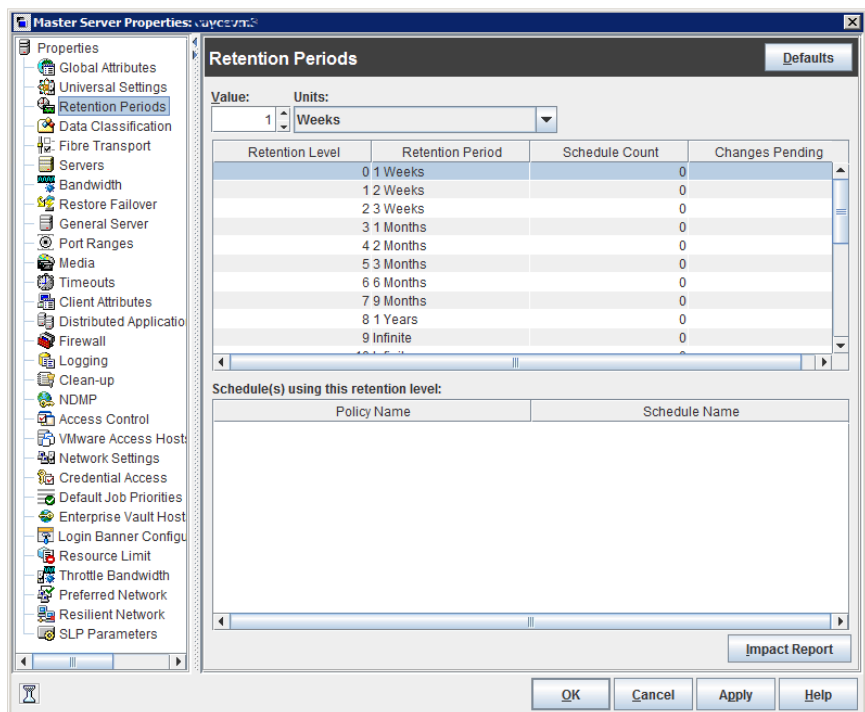 Master Server Properties:
Properties
Global Attributes
Universal Settings
Retention Periods
Data Classification
Fibre Transport
Servers
Bandwidth
Restore Failover
General Server
Port Ranges
Media
Timeouts
Client Attributes
Distributed Applicatio
Firewall
Logging
Clean-up
NDMP
Access Control
VMware Access Host
Network Settings
Credential Access
Default Job Priorities
Enterprise Vault Host
Login Banner Configu
Resource Limit
Throttle Bandwidth
Preferred Network
Resilient Network
SLP Parameters
Retention Periods
Defaults
Value: Units:
1 Weeks
Retention Level Retention Period Schedule Count Changes Pending
0 1 Weeks 0
1 2 Weeks 0
2 3 Weeks 0
3 1 Months 0
4 2 Months 0
5 3 Months 0
6 6 Months 0
7 9 Months 0
8 1 Years 0
9 Infinite 0
Schedule(s) using this retention level:
Policy Name Schedule Name
Impact Report
OK Cancel Apply Help